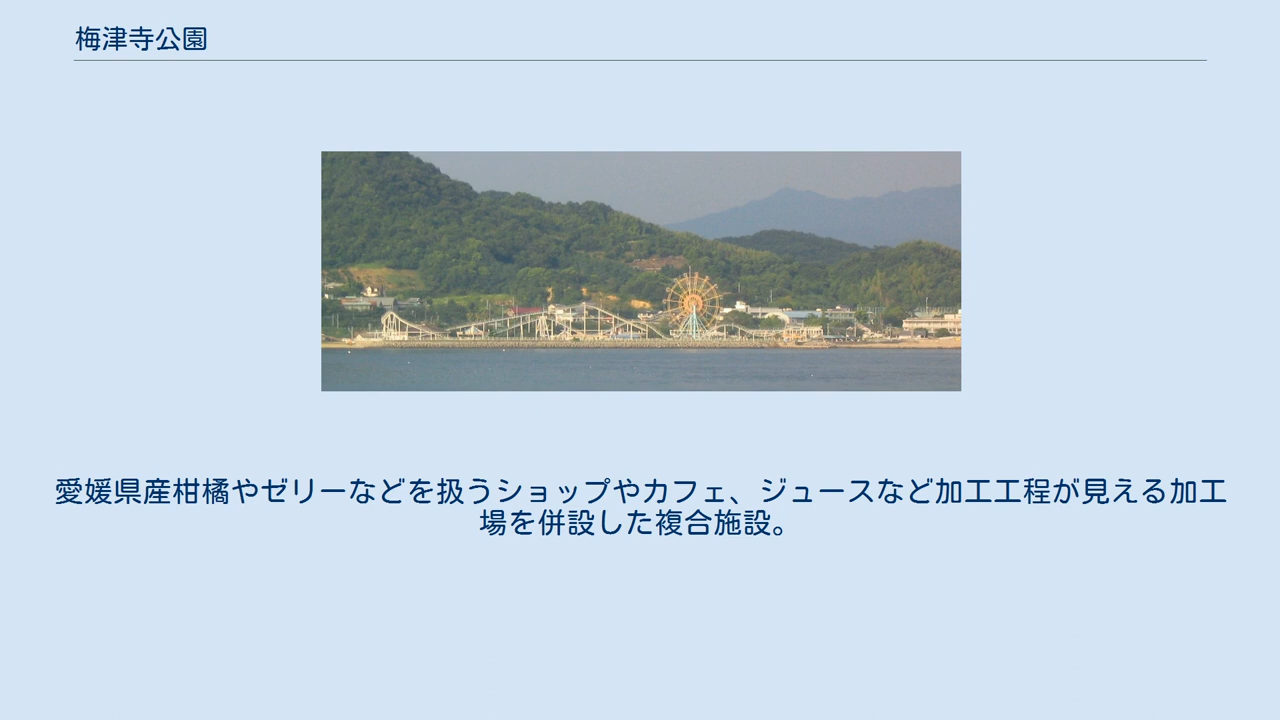 梅津寺公園
愛媛県産柑橘やゼリーなどを扱うショップやカフェ、ジュースなど加工工程が見える加工
場を併設した複合施設。